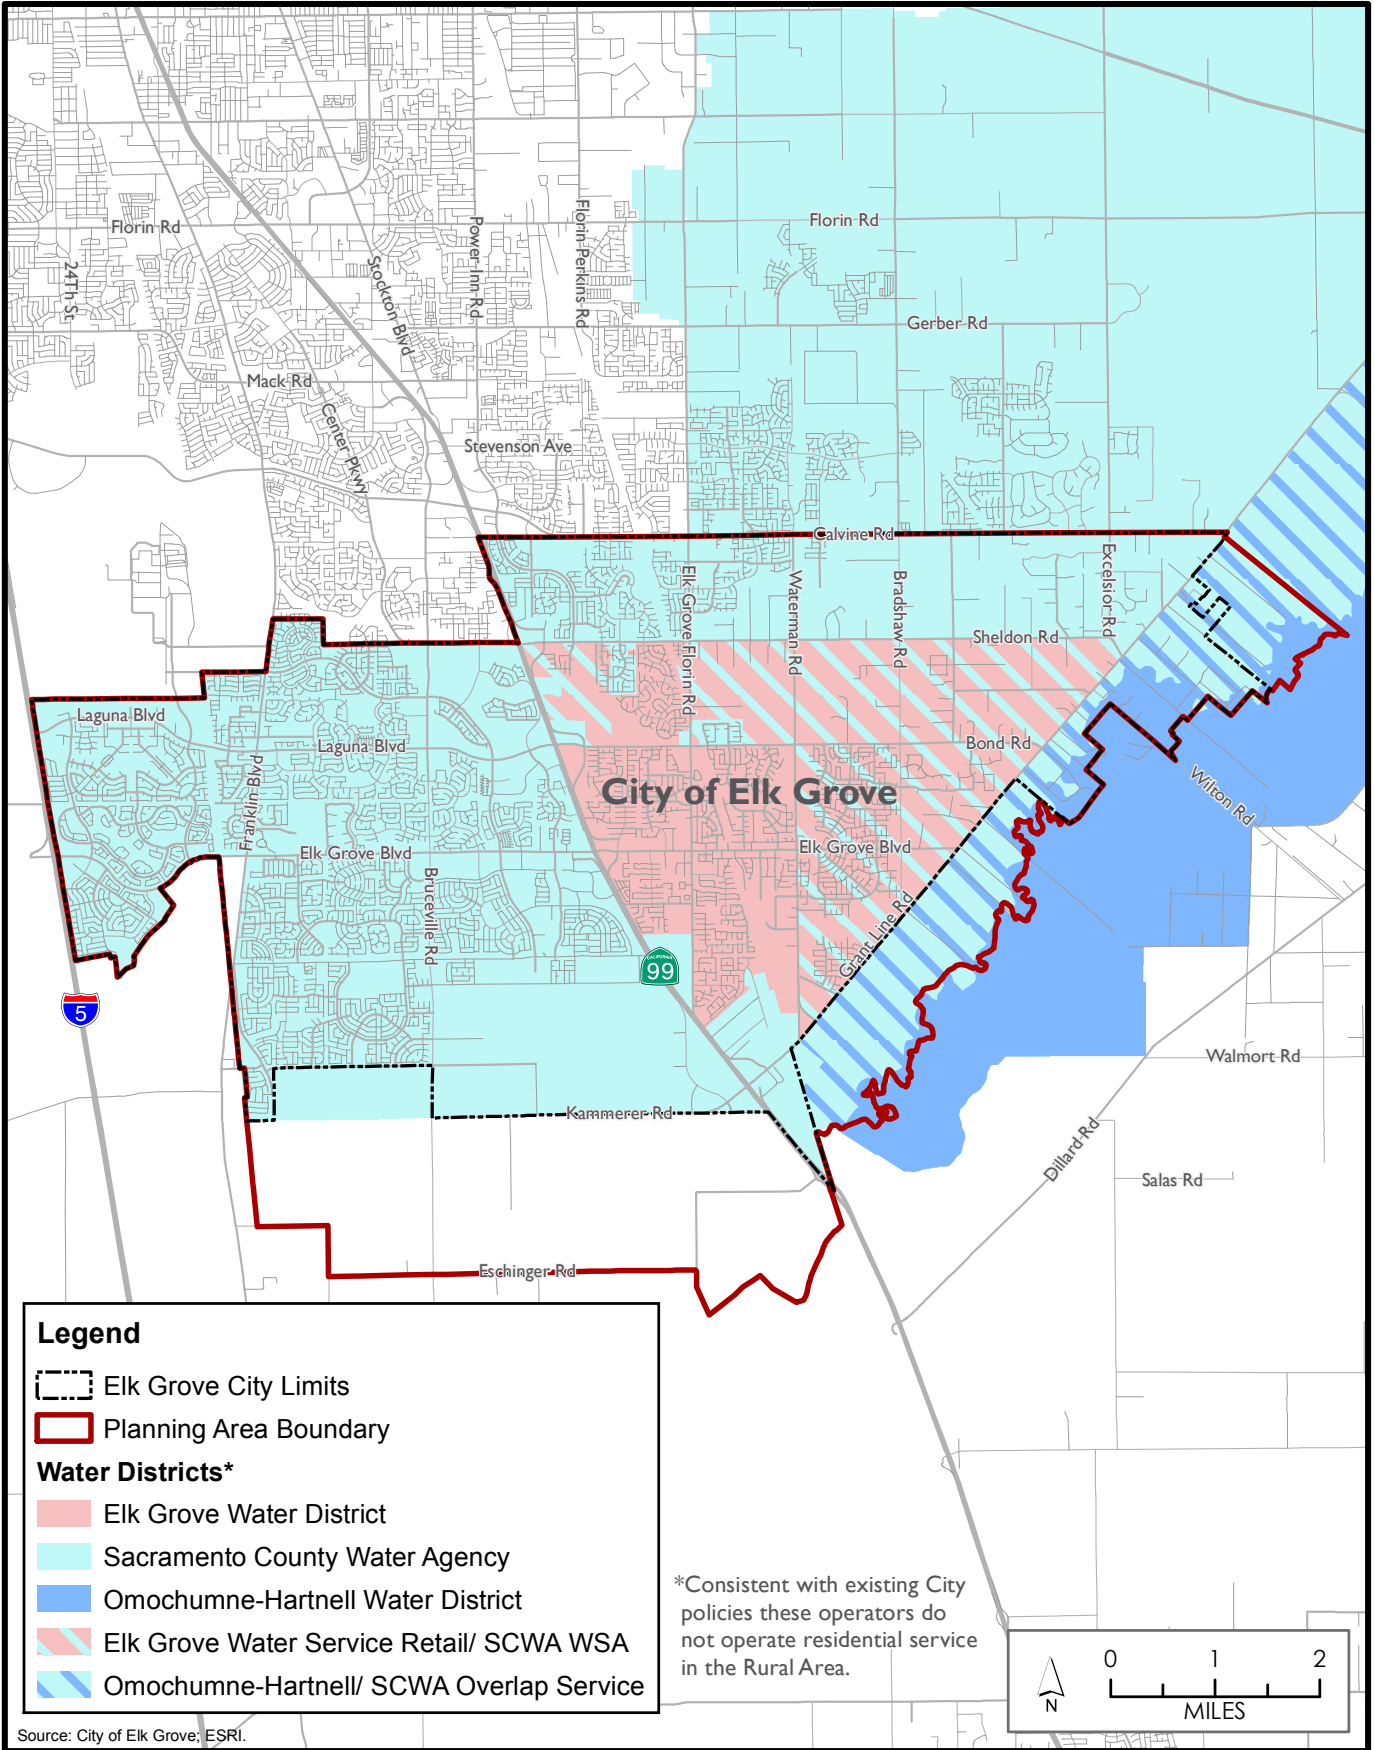 Florin Rd
24Th St
Stockton Blvd
Power Inn Rd
Florin Perkins Rd
Florin Rd
Gerber Rd
Mack Rd
Center Pkwy
Stevenson Ave
Calvine Rd
Elk Grove Florin Rd
Waterman Rd
Bradshaw Rd
Excelsior Rd
Sheldon Rd
Laguna Blvd
Laguna Blvd
Franklin Blvd
Bond Rd
City of Elk Grove
Wilton Rd
Elk Grove Blvd
Elk Grove Blvd
Bruceville Rd
Grant Line Rd
CALIFORNIA
99
5
Walmort Rd
Kammerer Rd
Dillard Rd
Salas Rd
Eschinger Rd
Legend
Elk Grove City Limits
Planning Area Boundary
Water Districts*
Elk Grove Water District
Sacramento County Water Agency
Omochumne-Hartnell Water District
Elk Grove Water Service Retail/ SCWA WSA
Omochumne-Hartnell/ SCWA Overlap Service
*Consistent with existing City
policies these operators do
not operate residential service
in the Rural Area.
N
0 1 2
MILES
Source: City of Elk Grove; ESRI.